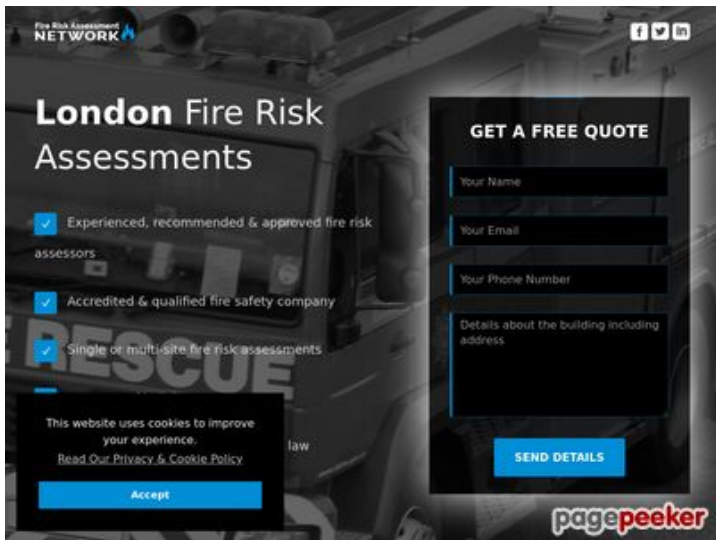 Fire Risk Assessment
NETWORK
London Fire Risk
Assessments
Experienced, recommended & approved fire risk
assessors
Accredited & qualified fire safety company
Single or multi-site fire risk assessments
law
E RESCUE
GET A FREE QUOTE
Your Name
Your Email
Your Phone Number
Details about the building including
address
SEND DETAILS
This website uses cookies to improve
your experience.
Read Our Privacy & Cookie Policy
Accept
pagepeeker